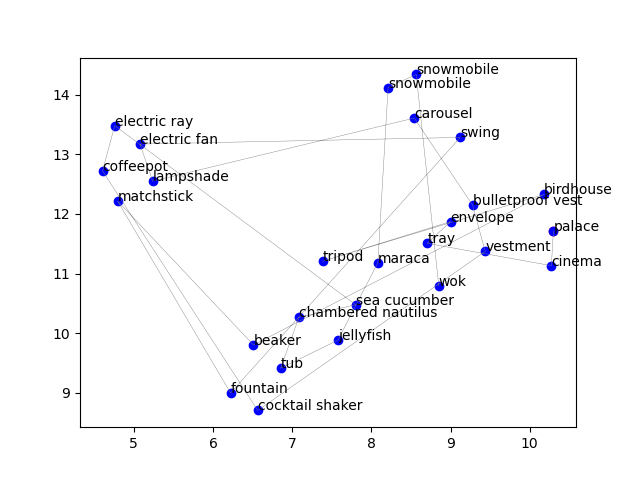 snowmobile
snowmobile
14
carousel
electric ray
swing
electric fan
13
coffeepot
lampshade
birdhouse
matchstick
bulletproof vest
12
envelope
palace
tray
vestment
tripod
maraca
cinema
11
wok
sea cucumber
chambered nautilus
10
jellyfish
beaker
tub
9
fountain
cocktail shaker
5 6 7 8 9 10